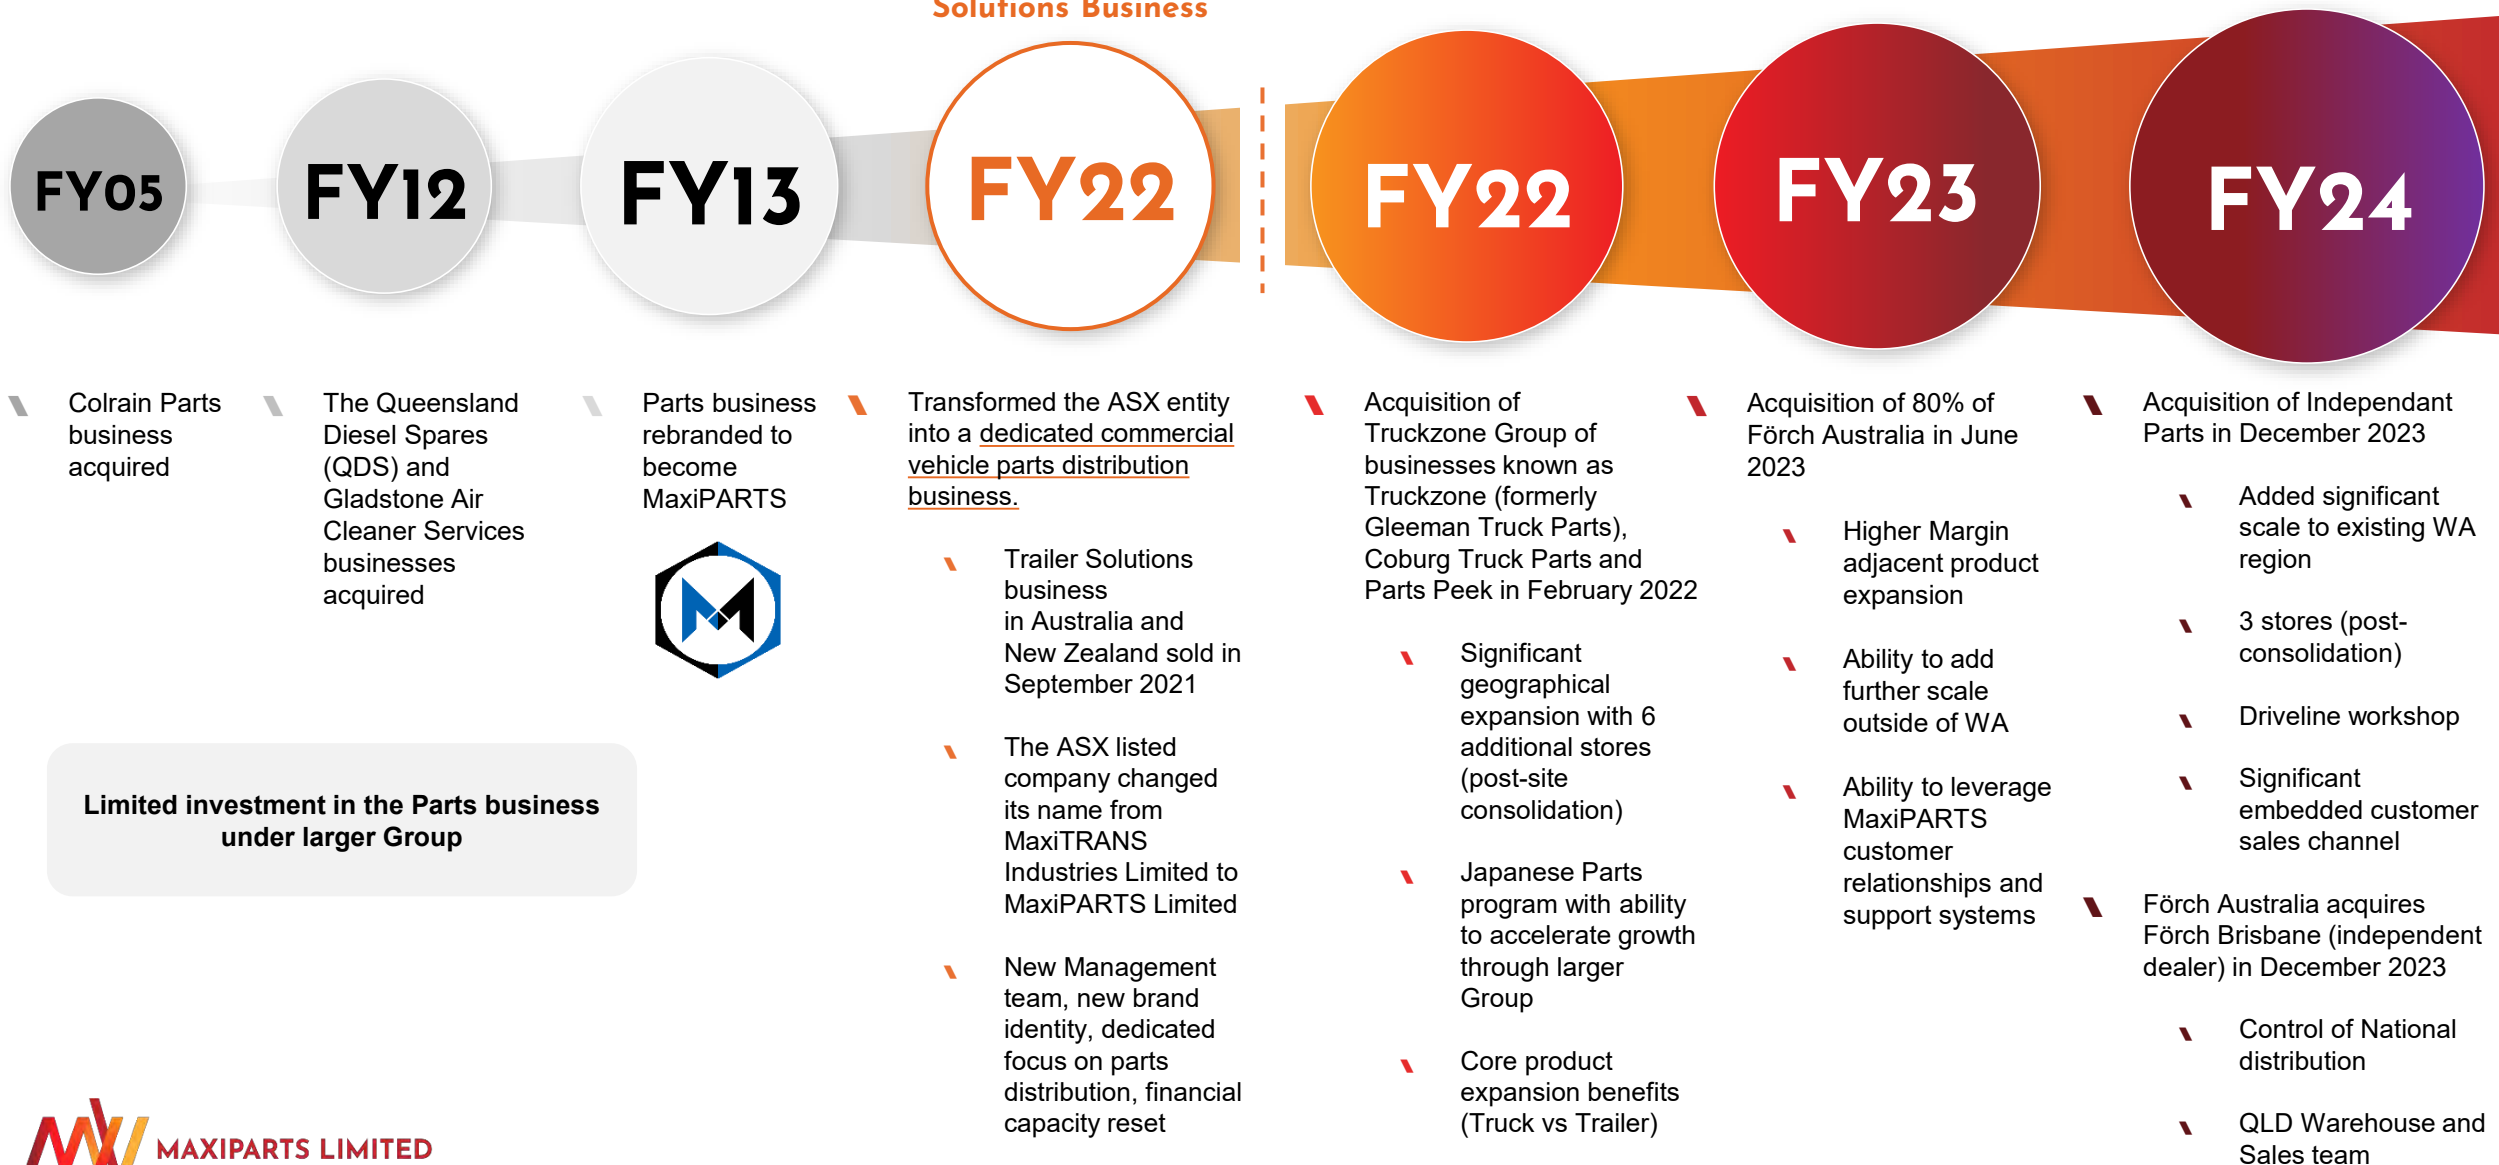 Solutions Business
FY05
FY12
FY13
FY22
FY22
FY23
FY24
Colrain Parts
business
acquired
The Queensland
Diesel Spares
(QDS) and
Gladstone Air
Cleaner Services
businesses
acquired
Parts business
rebranded to
become
MaxiPARTS
Limited investment in the Parts business
under larger Group
Transformed the ASX entity
into a dedicated commercial
vehicle parts distribution
business.
Trailer Solutions
business
in Australia and
New Zealand sold in
September 2021
The ASX listed
company changed
its name from
MaxiTRANS
Industries Limited to
MaxiPARTS Limited
New Management
team, new brand
identity, dedicated
focus on parts
distribution, financial
capacity reset
Acquisition of
Truckzone Group of
businesses known as
Truckzone (formerly
Gleeman Truck Parts),
Coburg Truck Parts and
Parts Peek in February 2022
Significant
geographical
expansion with 6
additional stores
(post-site
consolidation)
Japanese Parts
program with ability
to accelerate growth
through larger
Group
Core product
expansion benefits
(Truck vs Trailer)
Acquisition of 80% of
Förch Australia in June
2023
Higher Margin
adjacent product
expansion
Ability to add
further scale
outside of WA
Ability to leverage
MaxiPARTS
customer
relationships and
support systems
Acquisition of Independant
Parts in December 2023
Added significant
scale to existing WA
region
3 stores (post-
consolidation)
Driveline workshop
Significant
embedded customer
sales channel
Förch Australia acquires
Förch Brisbane (independent
dealer) in December 2023
Control of National
distribution
QLD Warehouse and
Sales team
MAXIPARTS LIMITED